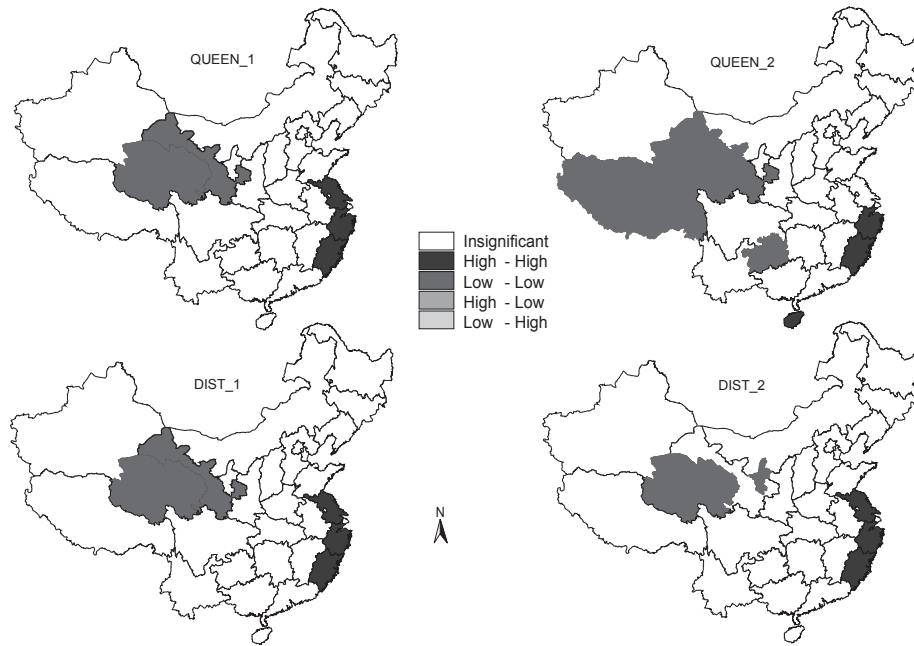 QUEEN_1
QUEEN_2
Insignificant
High - High
Low - Low
High - Low
Low - High
DIST_1
DIST_2
N